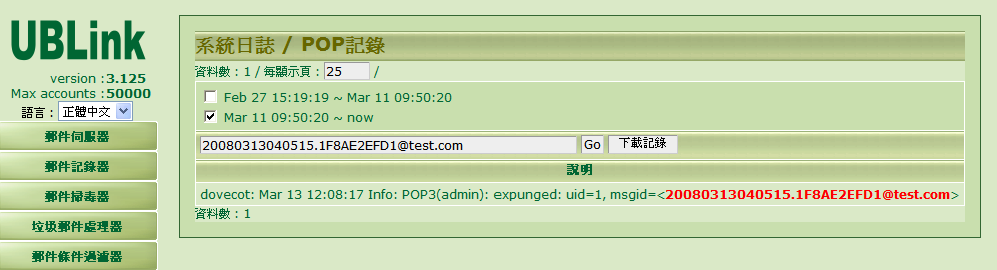 UBLink
version :3.125
Max accounts :50000
語言 : 正體中文
郵件伺服器
郵件記錄器
郵件掃毒器
垃圾郵件處理器
郵件條件過濾器
系統日誌 / POP記錄
資料數 : 1 / 每顯示頁 : 25 /
Feb 27 15:19:19 ~ Mar 11 09:50:20
Mar 11 09:50:20 ~ now
20080313040515.1F8AE2EFD1@test.com Go 下載記錄
說明
dovecot: Mar 13 12:08:17 Info: POP3(admin): expunged: uid=1, msgid=<20080313040515.1F8AE2EFD1@test.com>
資料數 : 1